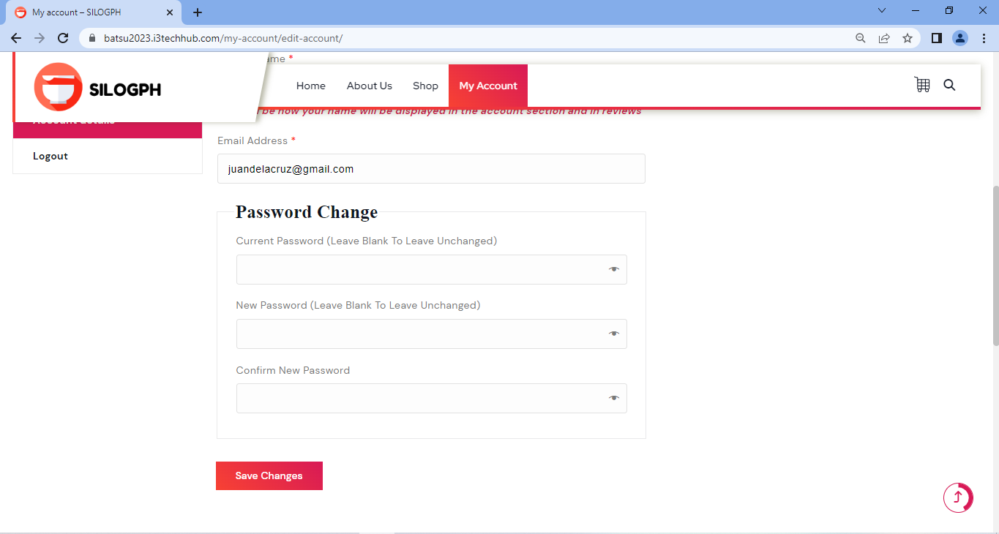 My account – SILOGPH
batsu2023.i3techhub.com/my-account/edit-account/
ame *
SILOGPH
Home About Us Shop My Account
be how your name will be displayed in the account section and in reviews
Account details
Logout
Email Address *
juandelacruz@gmail.com
Password Change
Current Password (Leave Blank To Leave Unchanged)
New Password (Leave Blank To Leave Unchanged)
Confirm New Password
Save Changes